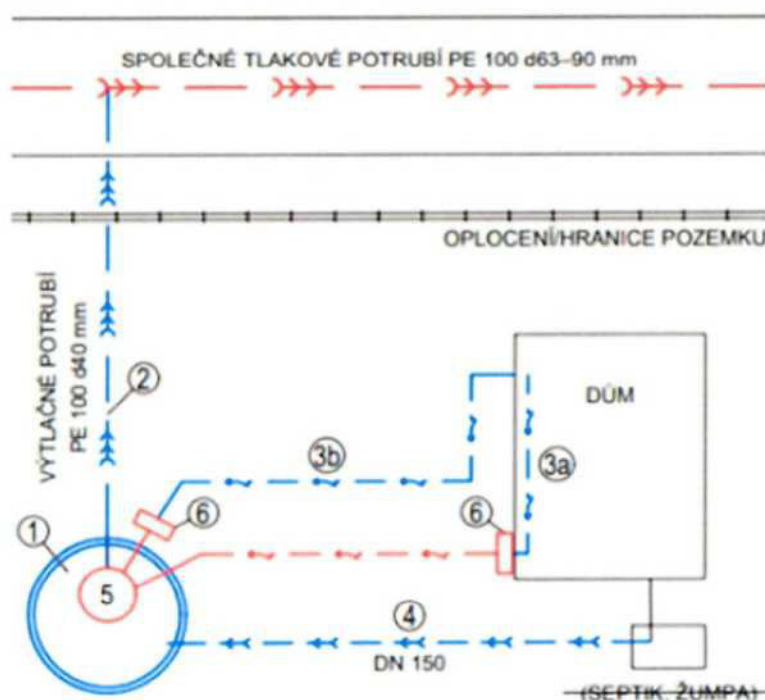 SPOLEČNÉ TLAKOVÉ POTRUBÍ PE 100 d63–90 mm
OPLOCENÍ/HRANICE POZEMKU
VÝTLAČNÉ POTRUBÍ
PE 100 d40 mm
2
DŮM
3b
3a
6
6
1
5
4
DN 150
(SEPTIK, ŽUMPA)